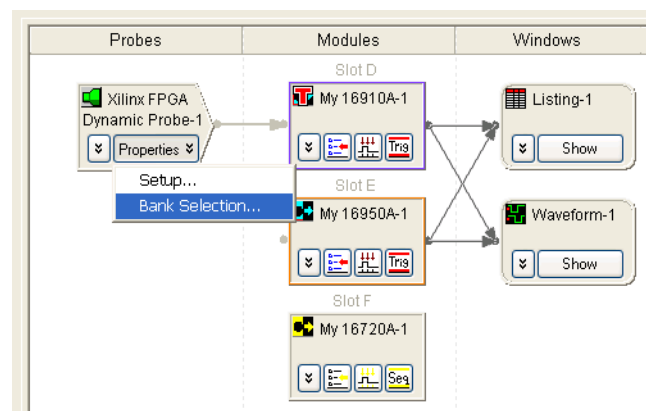 Probes Modules Windows
Slot D
Xilinx FPGA
Dynamic Probe-1
Properties
Setup...
Bank Selection...
My 16910A-1
Trig
Slot E
My 16950A-1
Trig
Slot F
My 16720A-1
Seq
Listing-1
Show
Waveform-1
Show